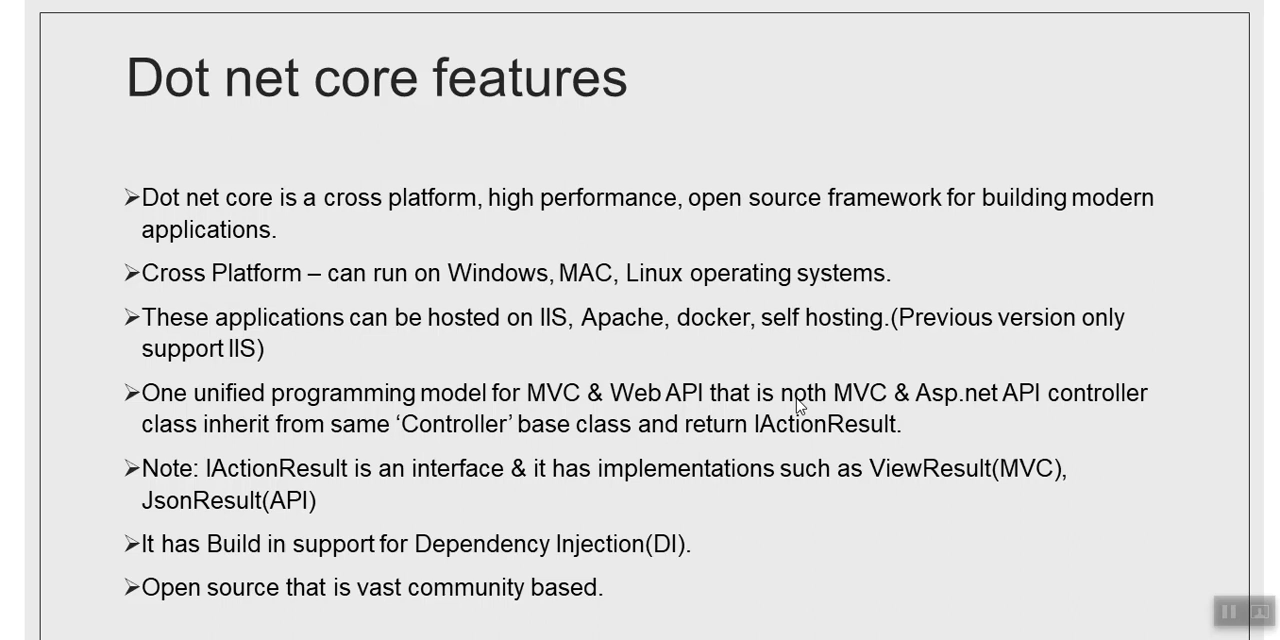 Dot net core features
➢Dot net core is a cross platform, high performance, open source framework for building modern
applications.
➢Cross Platform – can run on Windows, MAC, Linux operating systems.
➢These applications can be hosted on IIS, Apache, docker, self hosting.(Previous version only
support IIS)
➢One unified programming model for MVC & Web API that is noth MVC & Asp.net API controller
class inherit from same ‘Controller’ base class and return IActionResult.
➢Note: IActionResult is an interface & it has implementations such as ViewResult(MVC),
JsonResult(API)
➢It has Build in support for Dependency Injection(DI).
➢Open source that is vast community based.